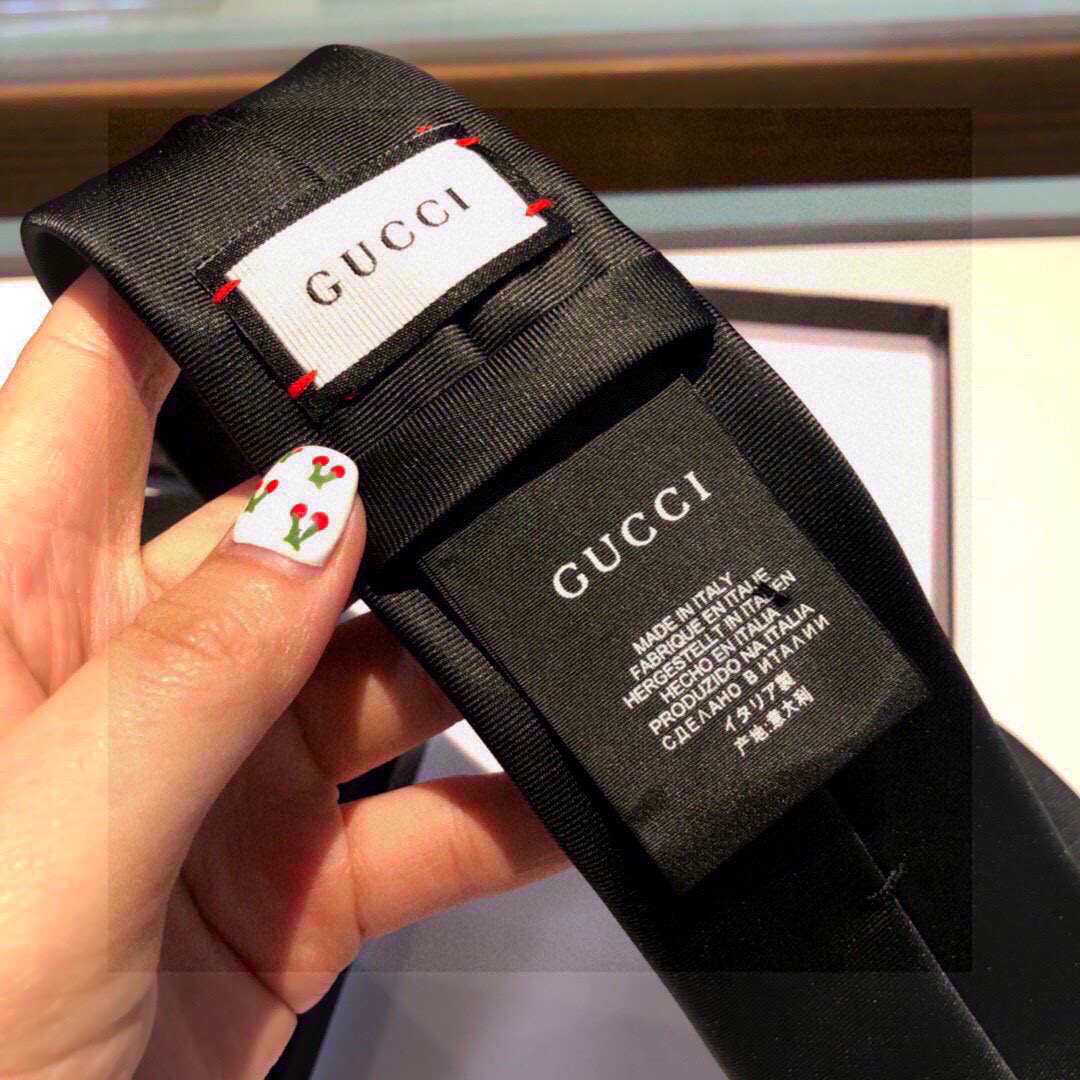 GUCCI
GUCCI
MADE IN ITALY
FABRIQUE EN ITALIE
HERGESTELLT IN ITALIEN
HECHO EN ITALIA
PRODUZIDO NA ITALIA
СДЕЛАНО В ИТАЛИИ
イタリア製
产地:意大利